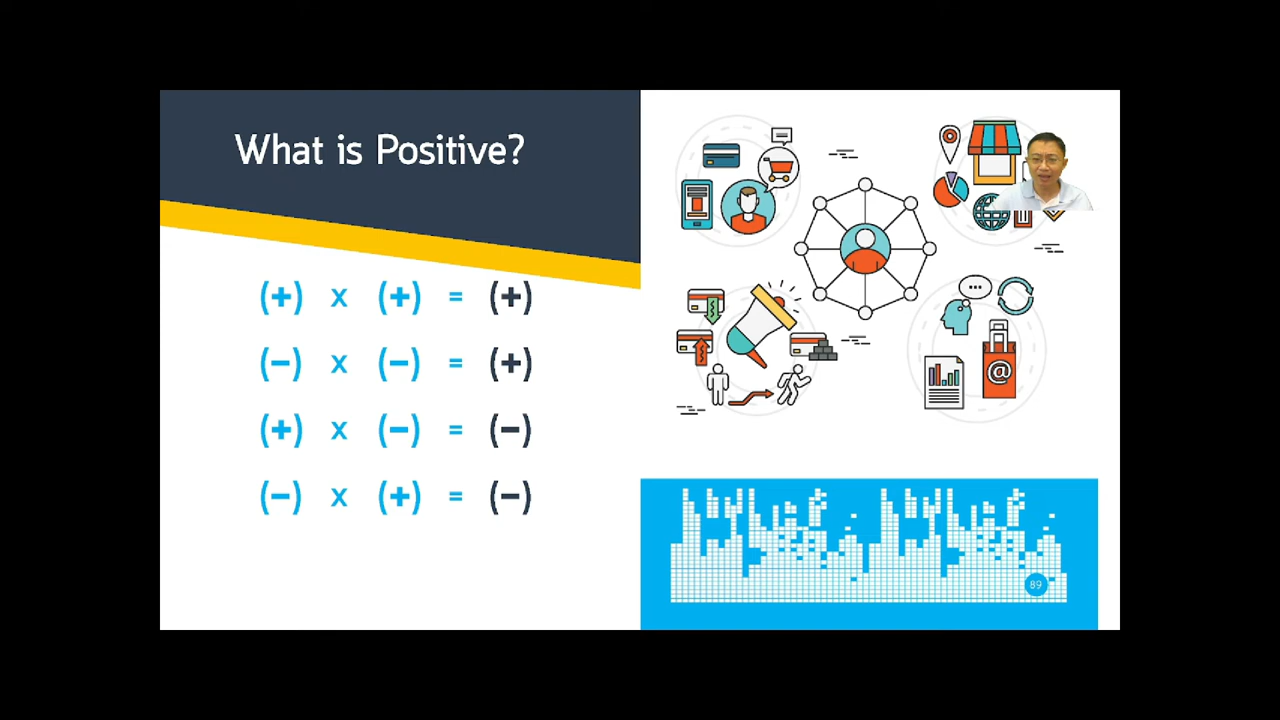 What is Positive?
(+) x (+) = (+)
(−) x (−) = (+)
(+) x (−) = (−)
(−) x (+) = (−)
@
89